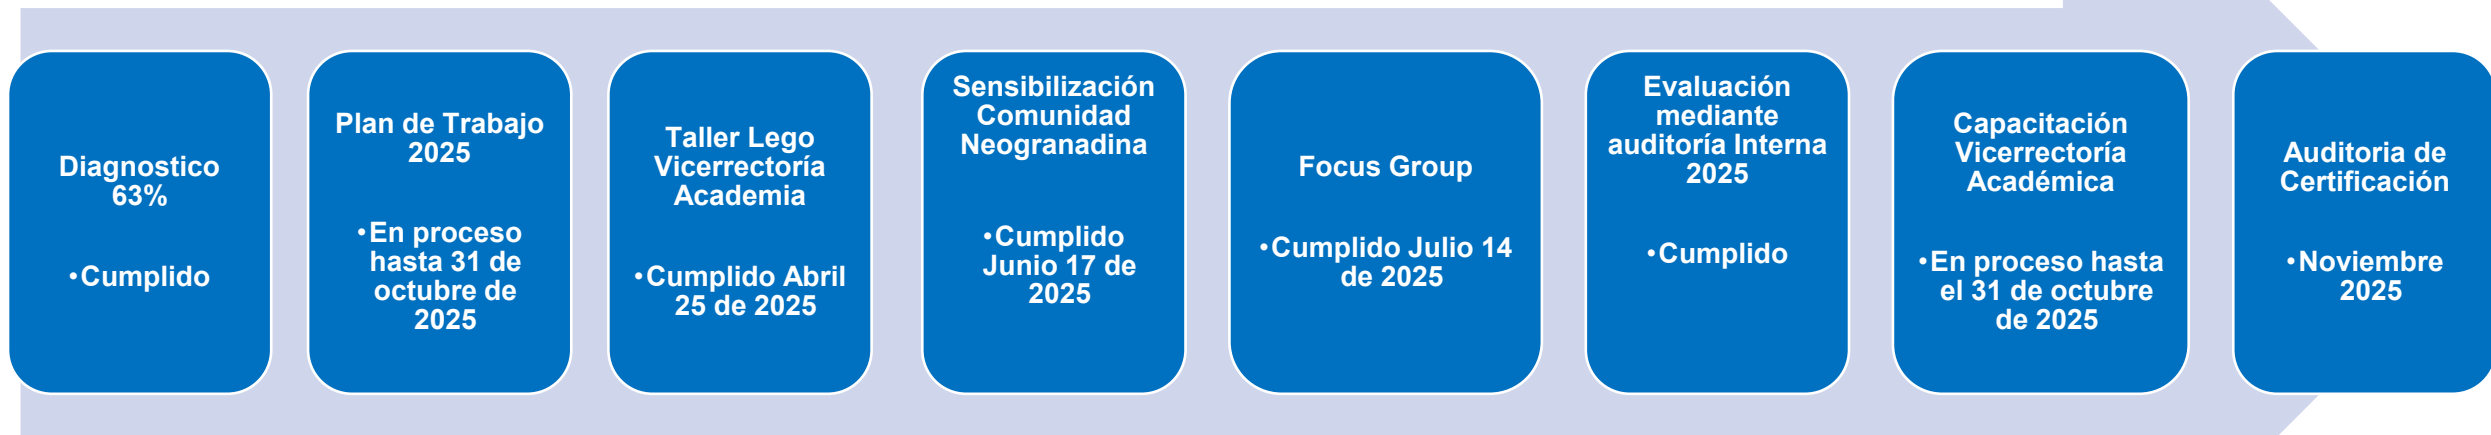 Diagnostico
63%
•Cumplido
Plan de Trabajo
2025
•En proceso
hasta 31 de
octubre de
2025
Taller Lego
Vicerrectoría
Academia
•Cumplido Abril
25 de 2025
Sensibilización
Comunidad
Neogranadina
•Cumplido
Junio 17 de
2025
Focus Group
•Cumplido Julio 14
de 2025
Evaluación
mediante
auditoría Interna
2025
•Cumplido
Capacitación
Vicerrectoría
Académica
•En proceso hasta
el 31 de octubre
de 2025
Auditoria de
Certificación
•Noviembre
2025